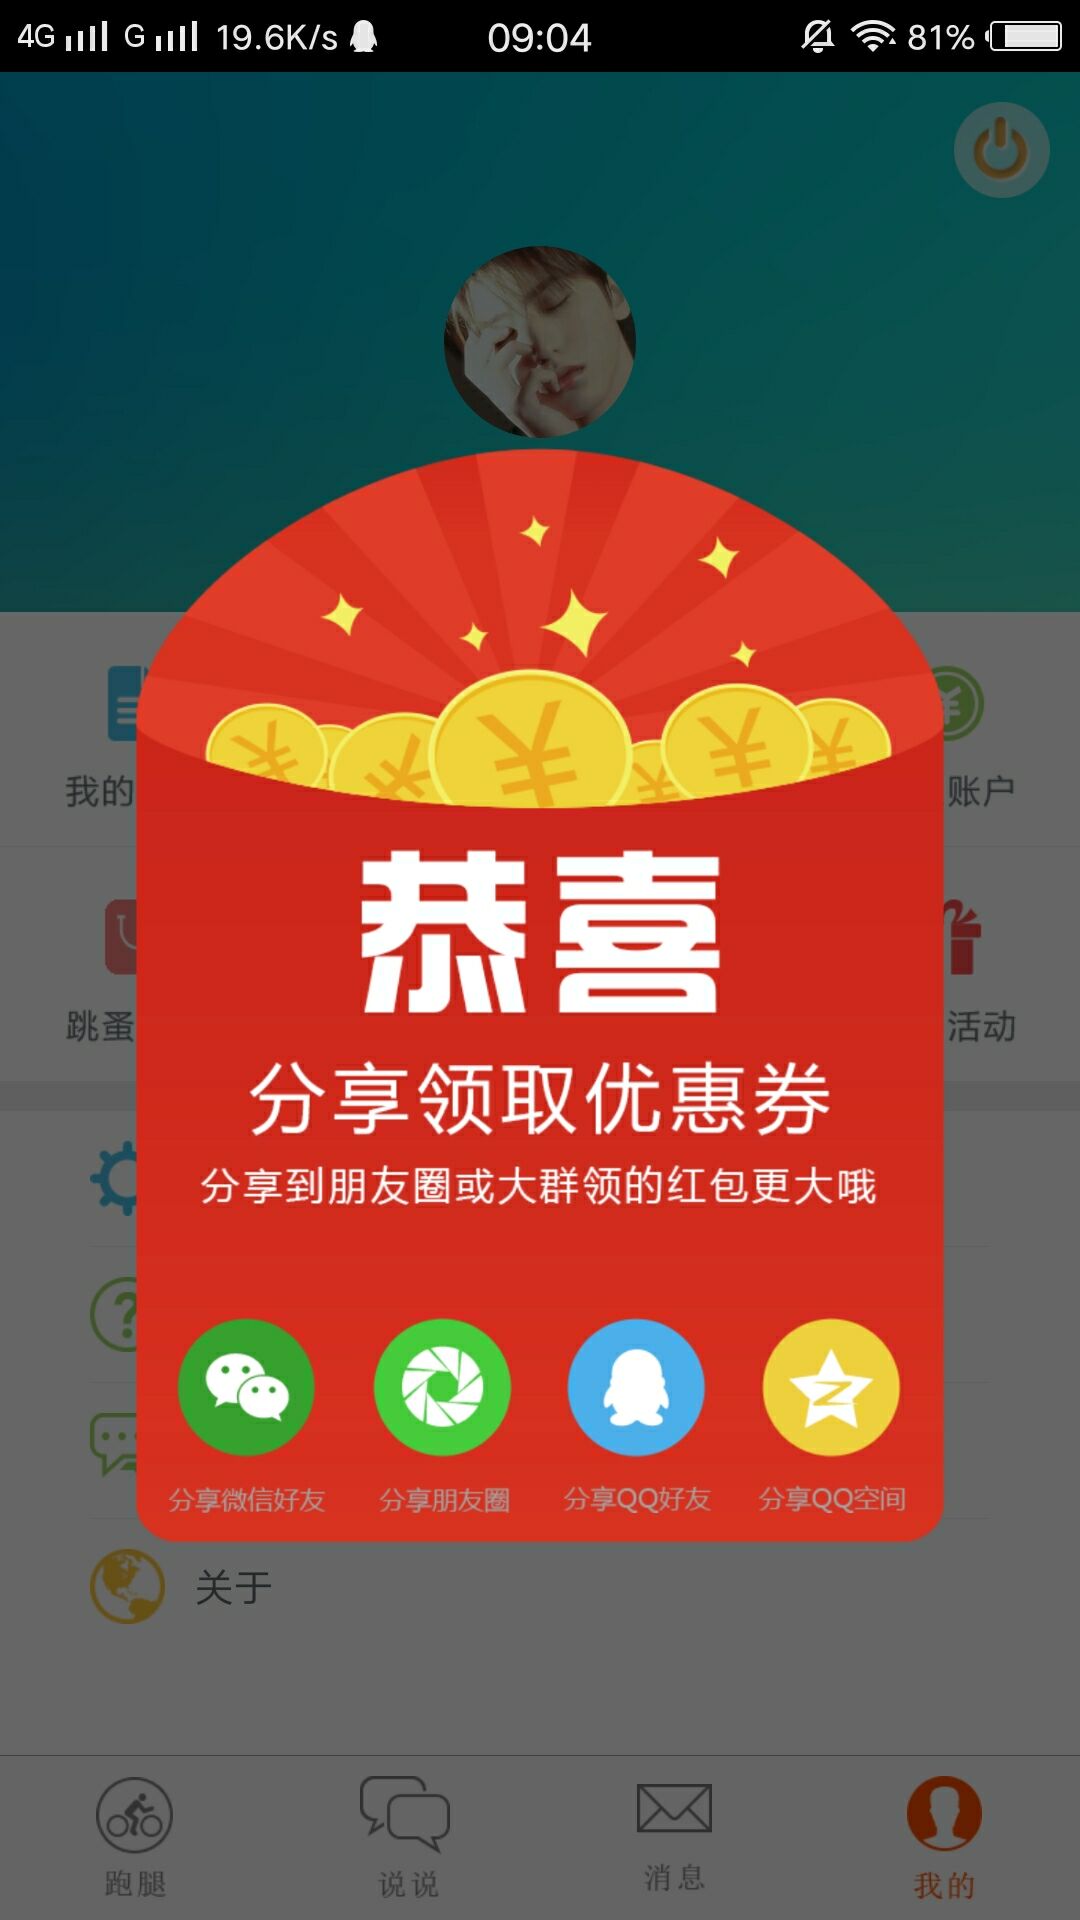 4G G 19.6K/s 09:04 81%
我的 账户
恭喜
跳蚤 活动
分享领取优惠券
分享到朋友圈或大群领的红包更大哦
分享微信好友 分享朋友圈 分享QQ好友 分享QQ空间
关于
跑腿 说说 消息 我的